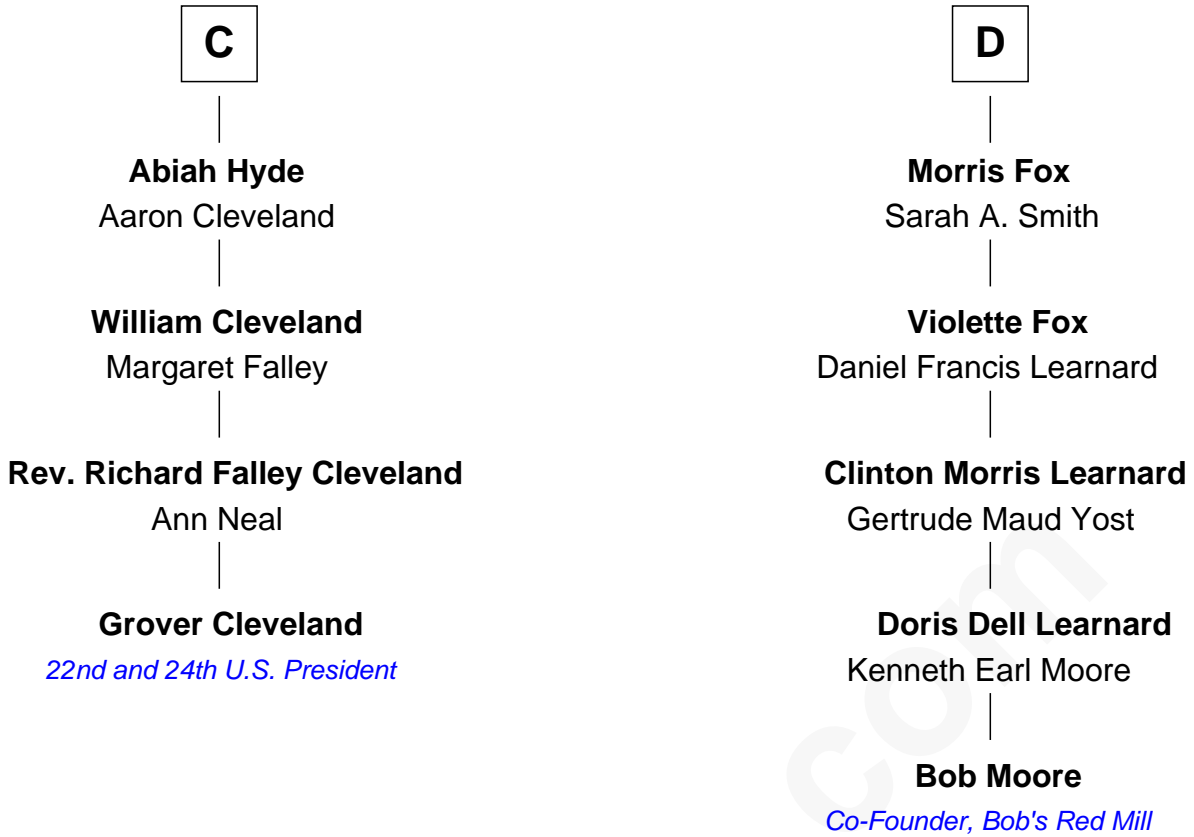 C
Abiah Hyde
Aaron Cleveland
William Cleveland
Margaret Falley
Rev. Richard Falley Cleveland
Ann Neal
Grover Cleveland
22nd and 24th U.S. President
D
Morris Fox
Sarah A. Smith
Violette Fox
Daniel Francis Learnard
Clinton Morris Learnard
Gertrude Maud Yost
Doris Dell Learnard
Kenneth Earl Moore
Bob Moore
Co-Founder, Bob's Red Mill
com